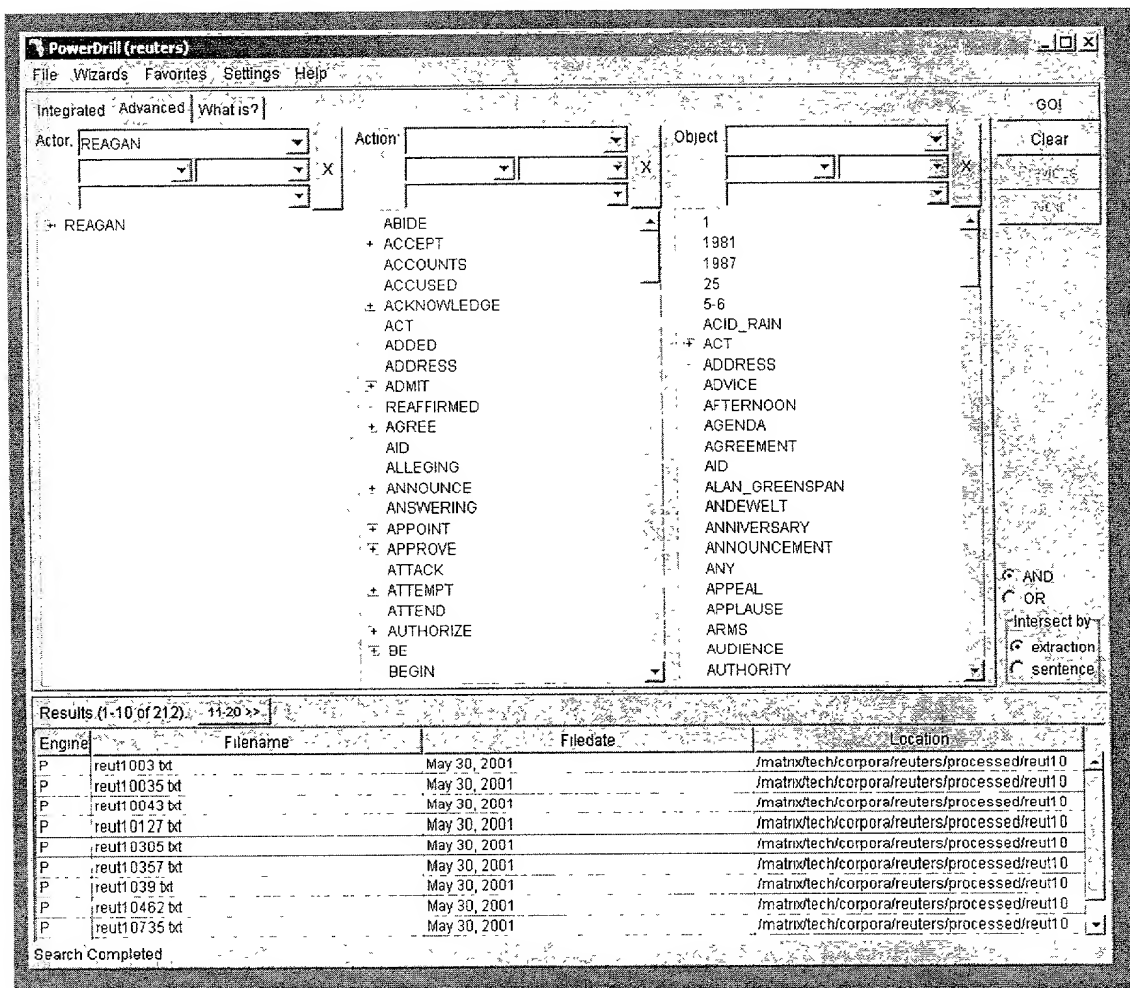 PowerDrill (reuters)
File Wizards Favorites Settings Help
Integrated Advanced What is?
GO!
Actor. REAGAN Action Object
Clear
X X X
+ REAGAN
ABIDE
+ ACCEPT
ACCOUNTS
ACCUSED
+ ACKNOWLEDGE
ACT
ADDED
ADDRESS
+ ADMIT
REAFFIRMED
+ AGREE
AID
ALLEGING
+ ANNOUNCE
ANSWERING
+ APPOINT
+ APPROVE
ATTACK
+ ATTEMPT
ATTEND
+ AUTHORIZE
+ BE
BEGIN
1
1981
1987
25
5-6
ACID_RAIN
+ ACT
ADDRESS
ADVICE
AFTERNOON
AGENDA
AGREEMENT
AID
ALAN_GREENSPAN
ANDEWELT
ANNIVERSARY
ANNOUNCEMENT
ANY
APPEAL
APPLAUSE
ARMS
AUDIENCE
AUTHORITY
AND
OR
Intersect by
extraction
sentence
Results (1-10 of 212). 11-20 >>
Engine Filename Filedate Location
P reut1003 txt May 30, 2001 /matrix/tech/corpora/reuters/processed/reut10
P reut10035 txt May 30, 2001 /matrix/tech/corpora/reuters/processed/reut10
P reut10043 txt May 30, 2001 /matrix/tech/corpora/reuters/processed/reut10
P reut10127 txt May 30, 2001 /matrix/tech/corpora/reuters/processed/reut10
P reut10305 txt May 30, 2001 /matrix/tech/corpora/reuters/processed/reut10
P reut10357 txt May 30, 2001 /matrix/tech/corpora/reuters/processed/reut10
P reut1039 txt May 30, 2001 /matrix/tech/corpora/reuters/processed/reut10
P reut10462 txt May 30, 2001 /matrix/tech/corpora/reuters/processed/reut10
P reut10735 txt May 30, 2001 /matrix/tech/corpora/reuters/processed/reut10
Search Completed